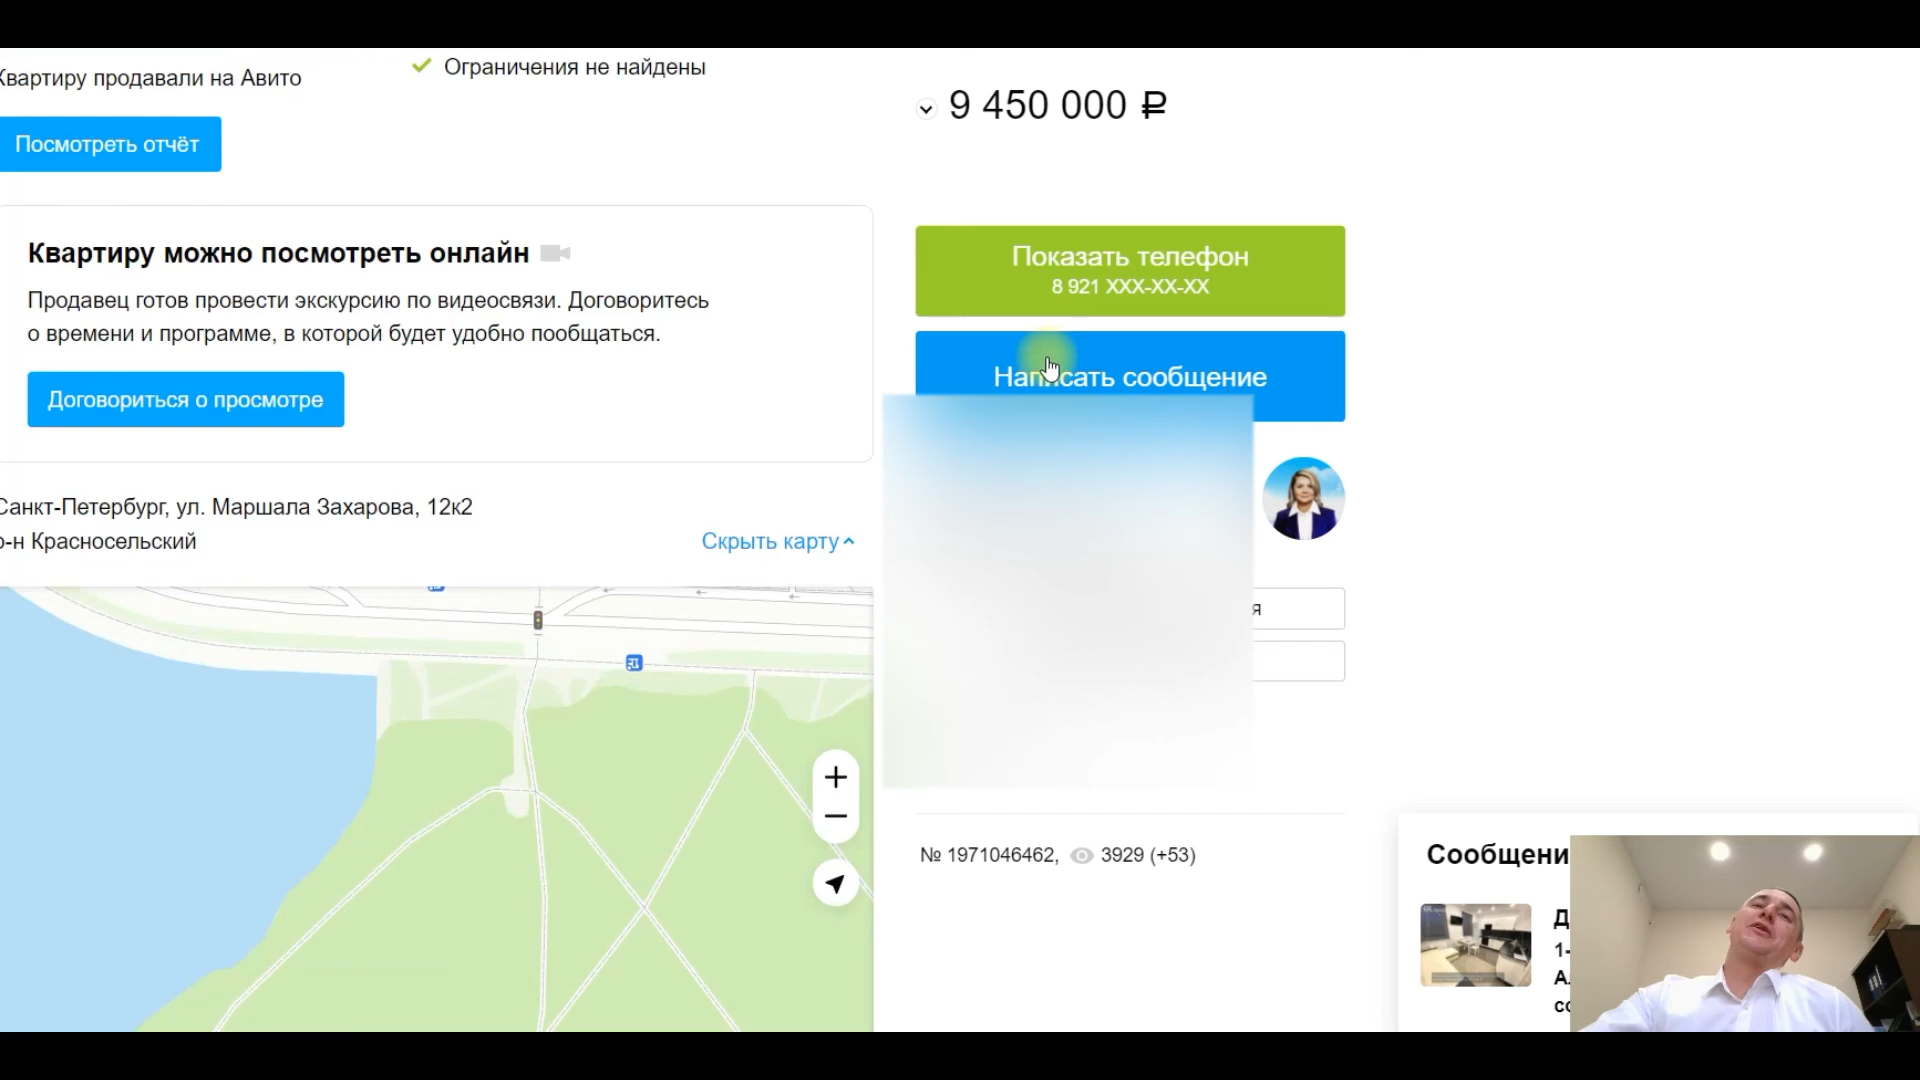 Квартиру продавали на Авито
Ограничения не найдены
Посмотреть отчёт
Квартиру можно посмотреть онлайн
Продавец готов провести экскурсию по видеосвязи. Договоритесь
о времени и программе, в которой будет удобно пообщаться.
Договориться о просмотре
Санкт-Петербург, ул. Маршала Захарова, 12к2
р-н Красносельский
Скрыть карту
9 450 000 ₽
Показать телефон
8 921 XXX-XX-XX
Написать сообщение
я
№ 1971046462, 3929 (+53)
Сообщени
Д
1-